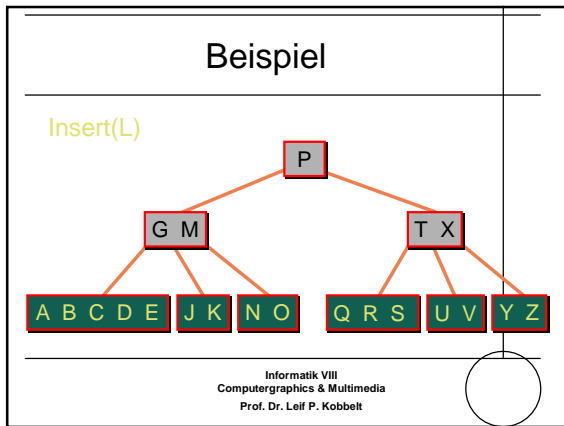 Beispiel
Insert(L)
P
G M
T X
A B C D E
J K
N O
Q R S
U V
Y Z
Informatik VIII
Computergraphics & Multimedia
Prof. Dr. Leif P. Kobbelt